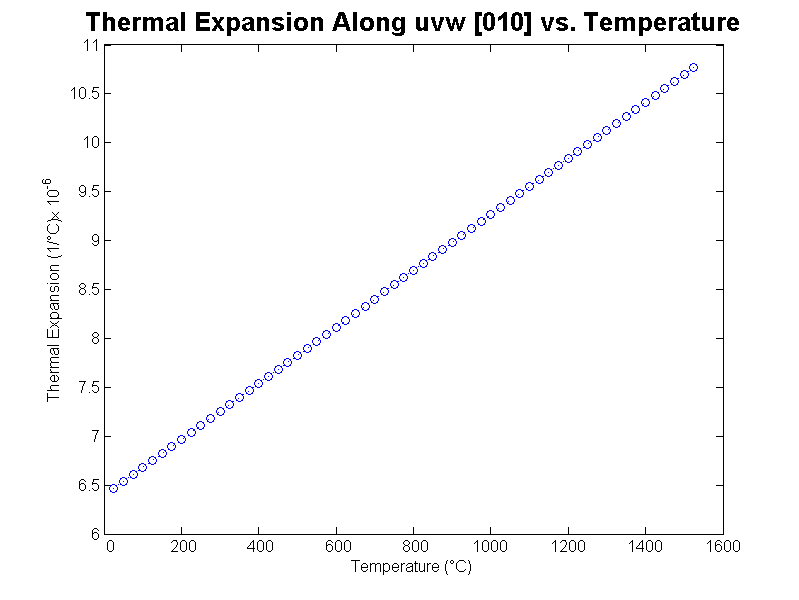 Thermal Expansion Along uvw [010] vs. Temperature
11
10.5
10
9.5
9
8.5
8
7.5
7
6.5
6
Thermal Expansion (1/°C)× 10^-6
0 200 400 600 800 1000 1200 1400 1600
Temperature (°C)